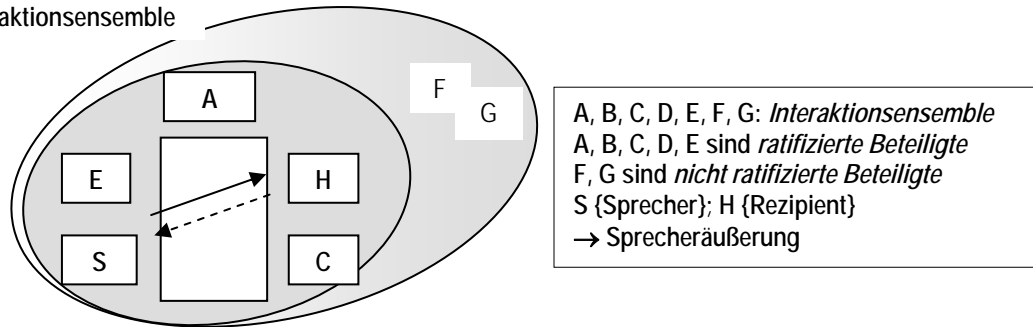 aktionsensemble
A
F
G
E
H
S
C
A, B, C, D, E, F, G: Interaktionsensemble
A, B, C, D, E sind ratifizierte Beteiligte
F, G sind nicht ratifizierte Beteiligte
S {Sprecher}; H {Rezipient}
→ Sprecheräußerung